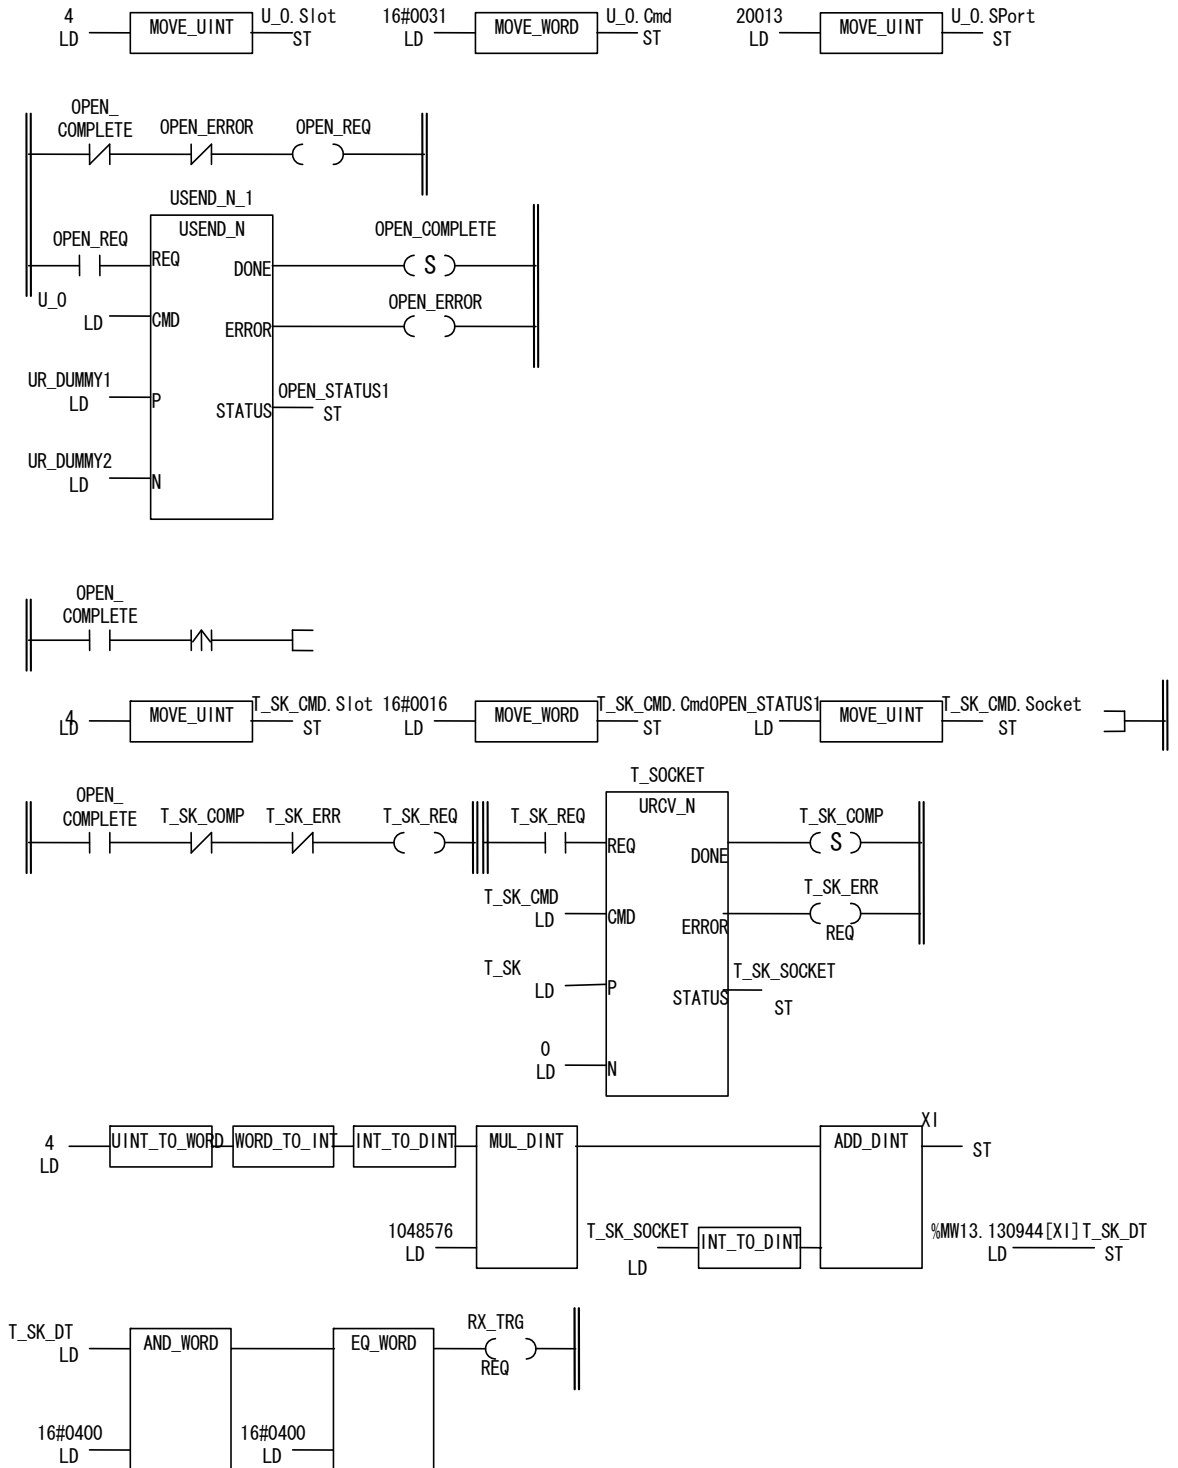 4 U_O.Slot 16#0031 U_O.Cmd 20013 U_O.SPort
LD MOVE_UINT ST LD MOVE_WORD ST LD MOVE_UINT ST
OPEN_
COMPLETE OPEN_ERROR OPEN_REQ
USEND_N_1
USEND_N OPEN_COMPLETE
OPEN_REQ
REQ DONE S
U_O OPEN_ERROR
LD CMD ERROR
UR_DUMMY1 OPEN_STATUS1
LD P STATUS ST
UR_DUMMY2
LD N
OPEN_
COMPLETE
4 MOVE_UINT T_SK_CMD.Slot 16#0016 MOVE_WORD T_SK_CMD.Cmd OPEN_STATUS1 MOVE_UINT T_SK_CMD.Socket
LD ST LD ST LD ST
T_SOCKET
OPEN_ URCV_N
COMPLETE T_SK_COMP T_SK_ERR T_SK_REQ T_SK_REQ T_SK_COMP
REQ DONE S
T_SK_CMD T_SK_ERR
LD CMD ERROR REQ
T_SK T_SK_SOCKET
LD P STATUS ST
0
LD N
XI
4 UINT_TO_WORD WORD_TO_INT INT_TO_DINT MUL_DINT ADD_DINT ST
LD
1048576 T_SK_SOCKET INT_TO_DINT %MW13.130944[XI] T_SK_DT
LD LD LD ST
T_SK_DT AND_WORD EQ_WORD RX_TRG
LD REQ
16#0400 16#0400
LD LD